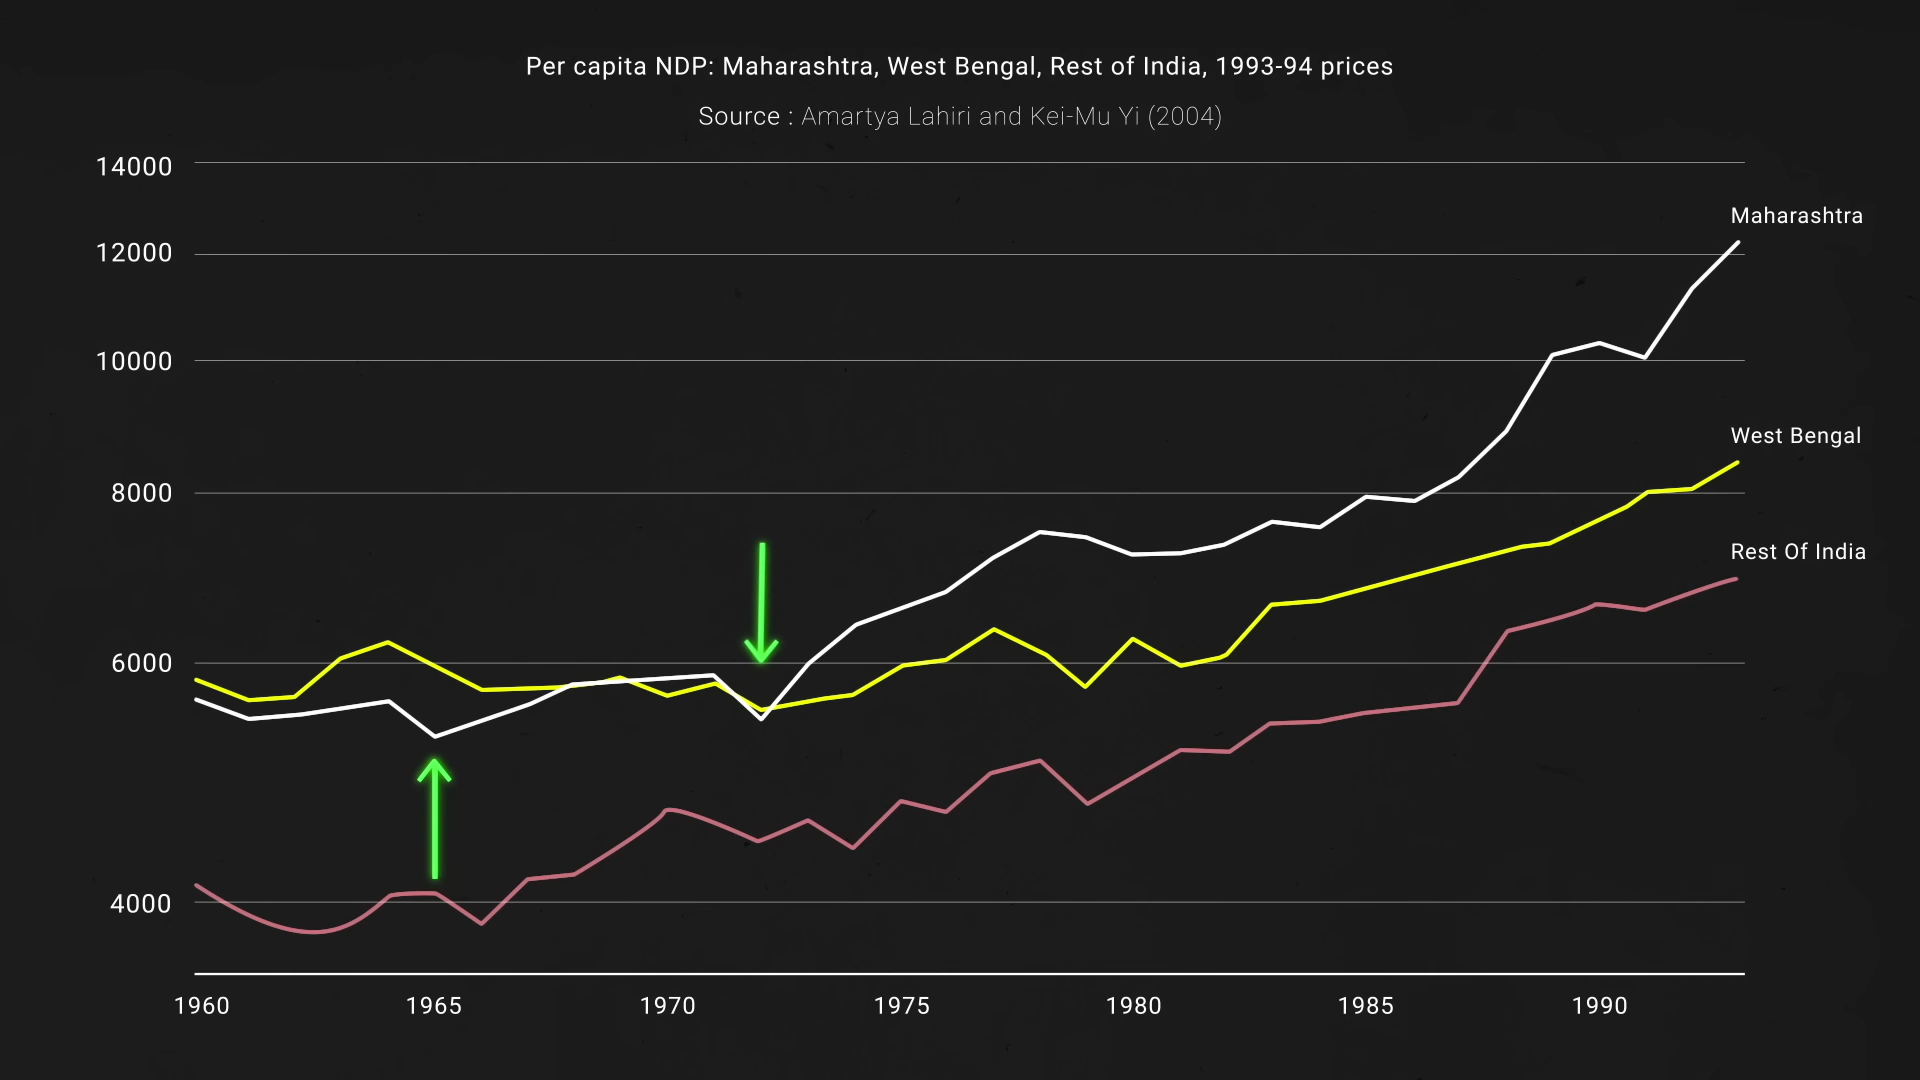 Per capita NDP: Maharashtra, West Bengal, Rest of India, 1993-94 prices
Source : Amartya Lahiri and Kei-Mu Yi (2004)
14000
Maharashtra
12000
10000
West Bengal
8000
Rest Of India
6000
4000
1960 1965 1970 1975 1980 1985 1990